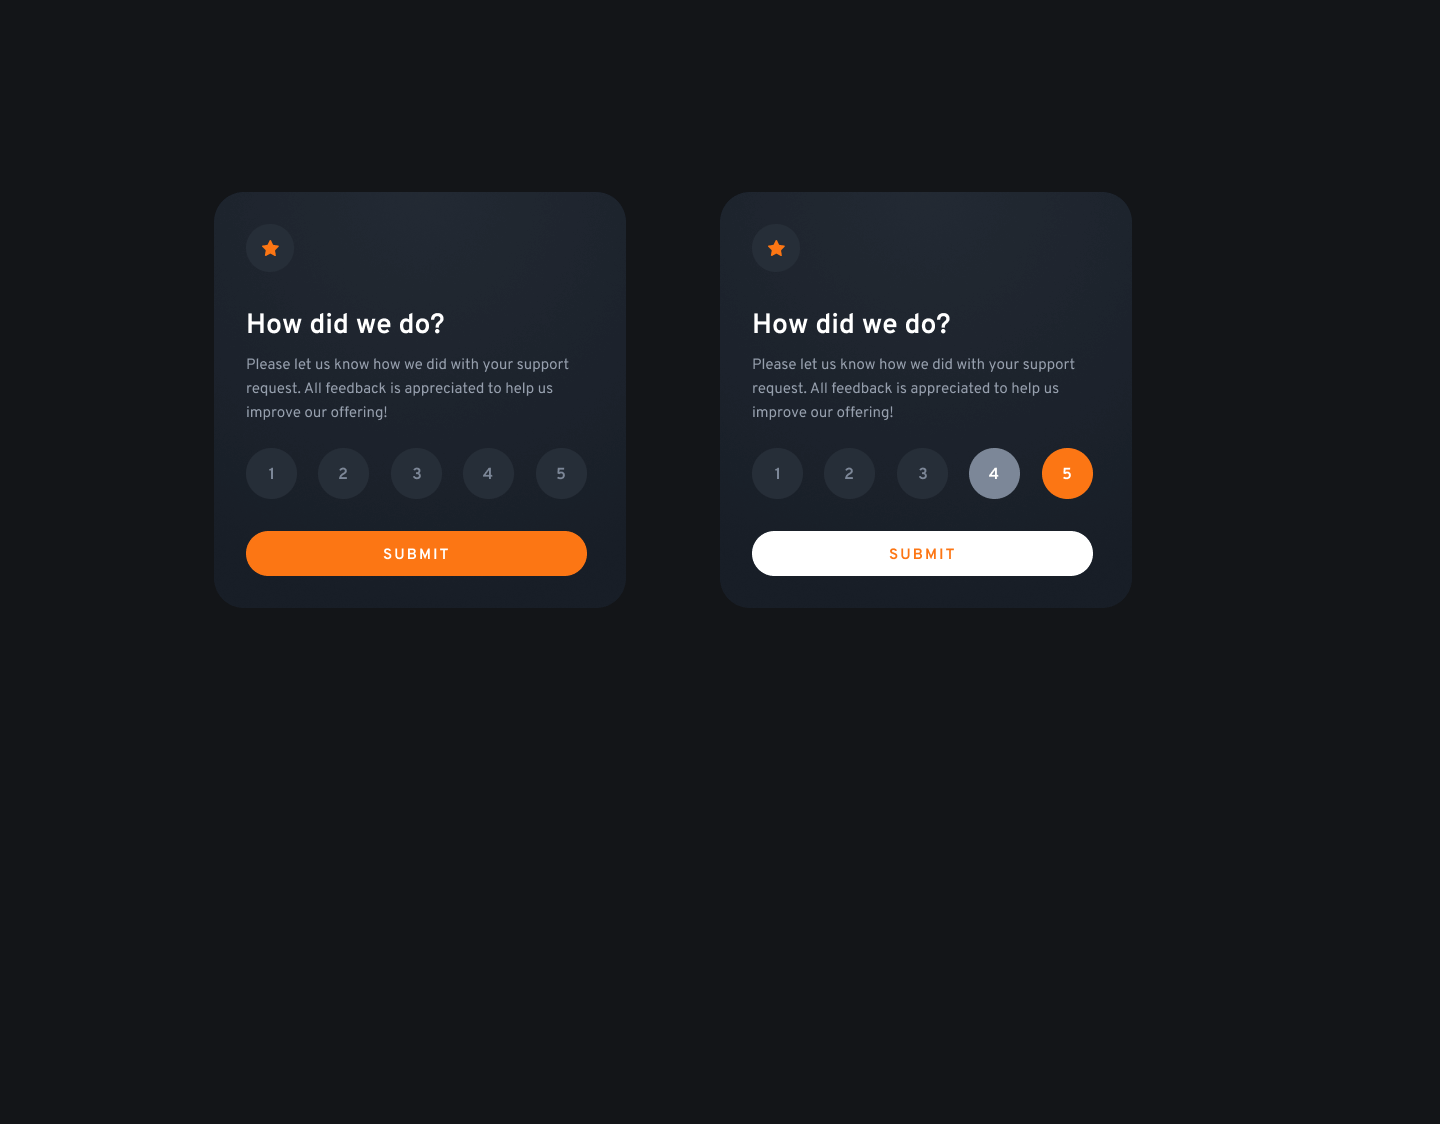 How did we do?
Please let us know how we did with your support
request. All feedback is appreciated to help us
improve our offering!
1 2 3 4 5
SUBMIT
How did we do?
Please let us know how we did with your support
request. All feedback is appreciated to help us
improve our offering!
1 2 3 4 5
SUBMIT